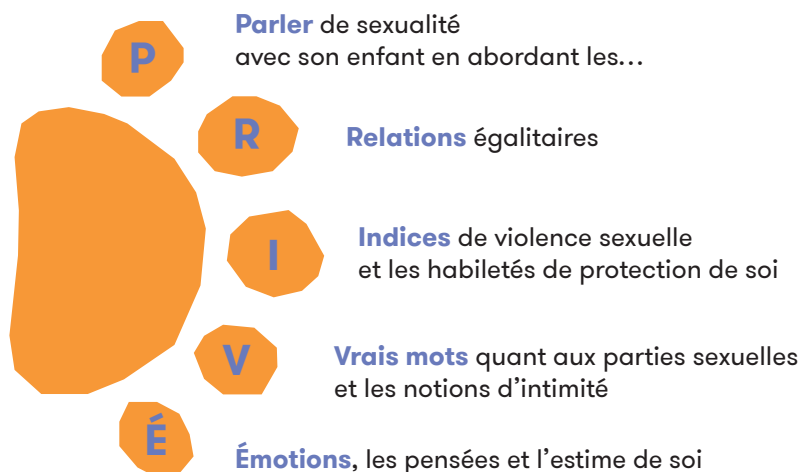 P
Parler de sexualité
avec son enfant en abordant les…
R
Relations égalitaires
I
Indices de violence sexuelle
et les habiletés de protection de soi
V
Vrais mots quant aux parties sexuelles
et les notions d’intimité
É
Émotions, les pensées et l’estime de soi